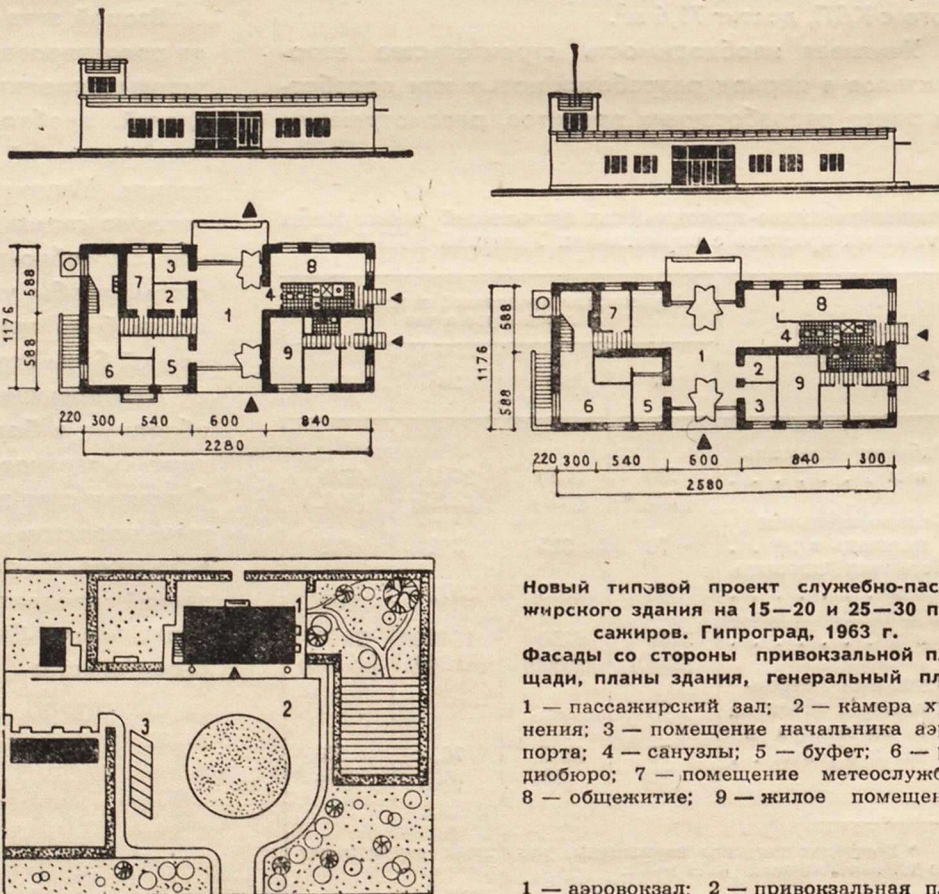 3
8
7
2
4
1
9
6
5
588
588
1176
220 300 540 600 840
2280
8
7
4
1
2
9
6
5
3
588
588
1176
220 300 540 600 840 300
2580
1
2
3
Новый типовой проект служебно-пас
жирского здания на 15—20 и 25—30 п
сажиров. Гипроград, 1963 г.
Фасады со стороны привокзальной пл
щади, планы здания, генеральный пл
1 — пассажирский зал; 2 — камера х
нения; 3 — помещение начальника аэ
порта; 4 — санузлы; 5 — буфет; 6 —
диобюро; 7 — помещение метеослужб
8 — общежитие; 9 — жилое помещен
1 — аэровокзал; 2 — привокзальная п